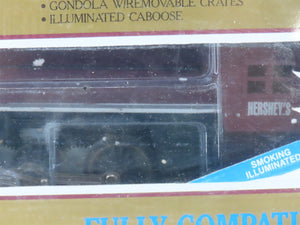 • GONDOLA W/REMOVABLE CRATES
• ILLUMINATED CABOOSE
HERSHEY'S
SMOKING
ILLUMINATED
FULLY COMPATI